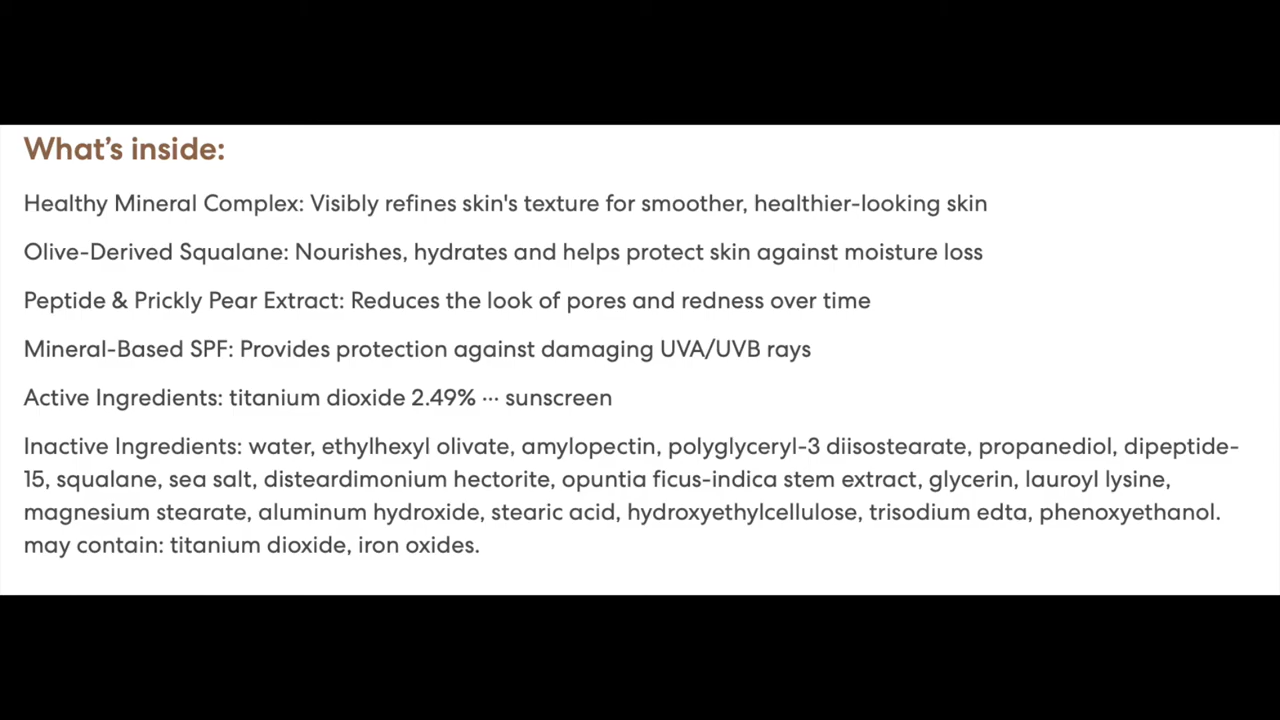 What’s inside:
Healthy Mineral Complex: Visibly refines skin's texture for smoother, healthier-looking skin
Olive-Derived Squalane: Nourishes, hydrates and helps protect skin against moisture loss
Peptide & Prickly Pear Extract: Reduces the look of pores and redness over time
Mineral-Based SPF: Provides protection against damaging UVA/UVB rays
Active Ingredients: titanium dioxide 2.49% ··· sunscreen
Inactive Ingredients: water, ethylhexyl olivate, amylopectin, polyglyceryl-3 diisostearate, propanediol, dipeptide-
15, squalane, sea salt, disteardimonium hectorite, opuntia ficus-indica stem extract, glycerin, lauroyl lysine,
magnesium stearate, aluminum hydroxide, stearic acid, hydroxyethylcellulose, trisodium edta, phenoxyethanol.
may contain: titanium dioxide, iron oxides.